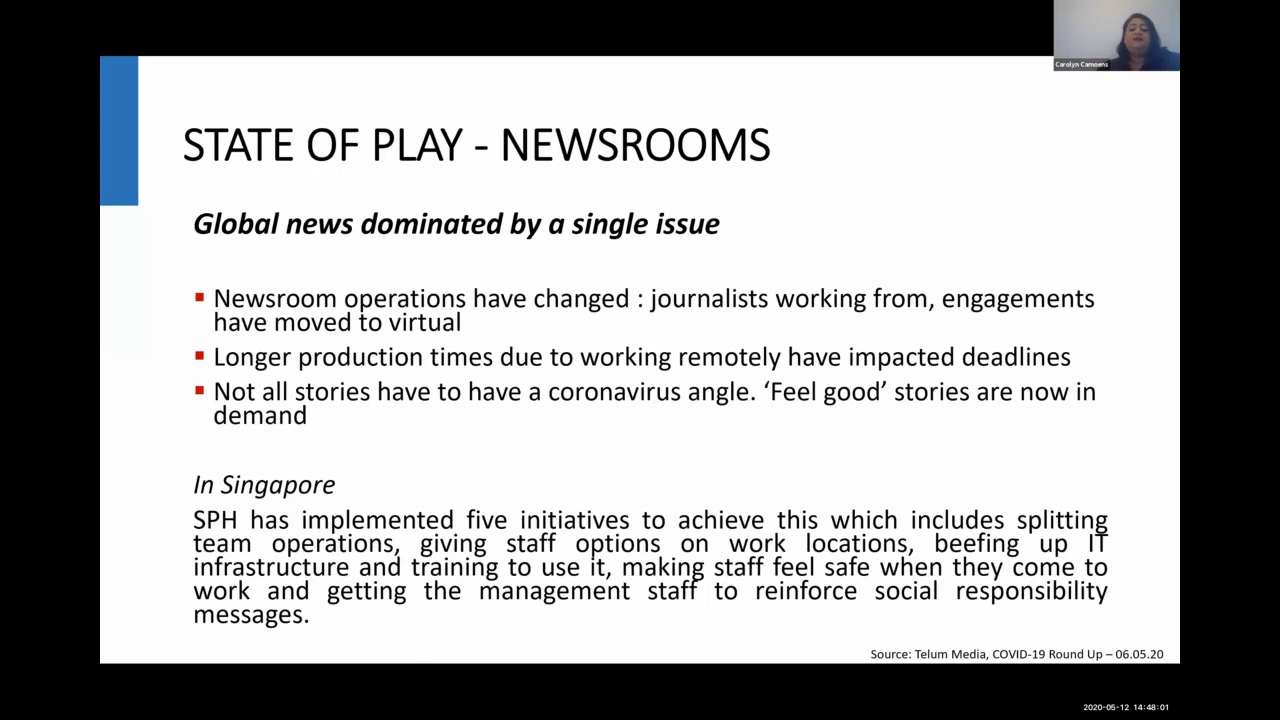 Carolyn Camoens
STATE OF PLAY - NEWSROOMS
Global news dominated by a single issue
Newsroom operations have changed : journalists working from, engagements
have moved to virtual
Longer production times due to working remotely have impacted deadlines
Not all stories have to have a coronavirus angle. ‘Feel good’ stories are now in
demand
In Singapore
SPH has implemented five initiatives to achieve this which includes splitting
team operations, giving staff options on work locations, beefing up IT
infrastructure and training to use it, making staff feel safe when they come to
work and getting the management staff to reinforce social responsibility
messages.
Source: Telum Media, COVID-19 Round Up – 06.05.20
2020-05-12 14:48:01